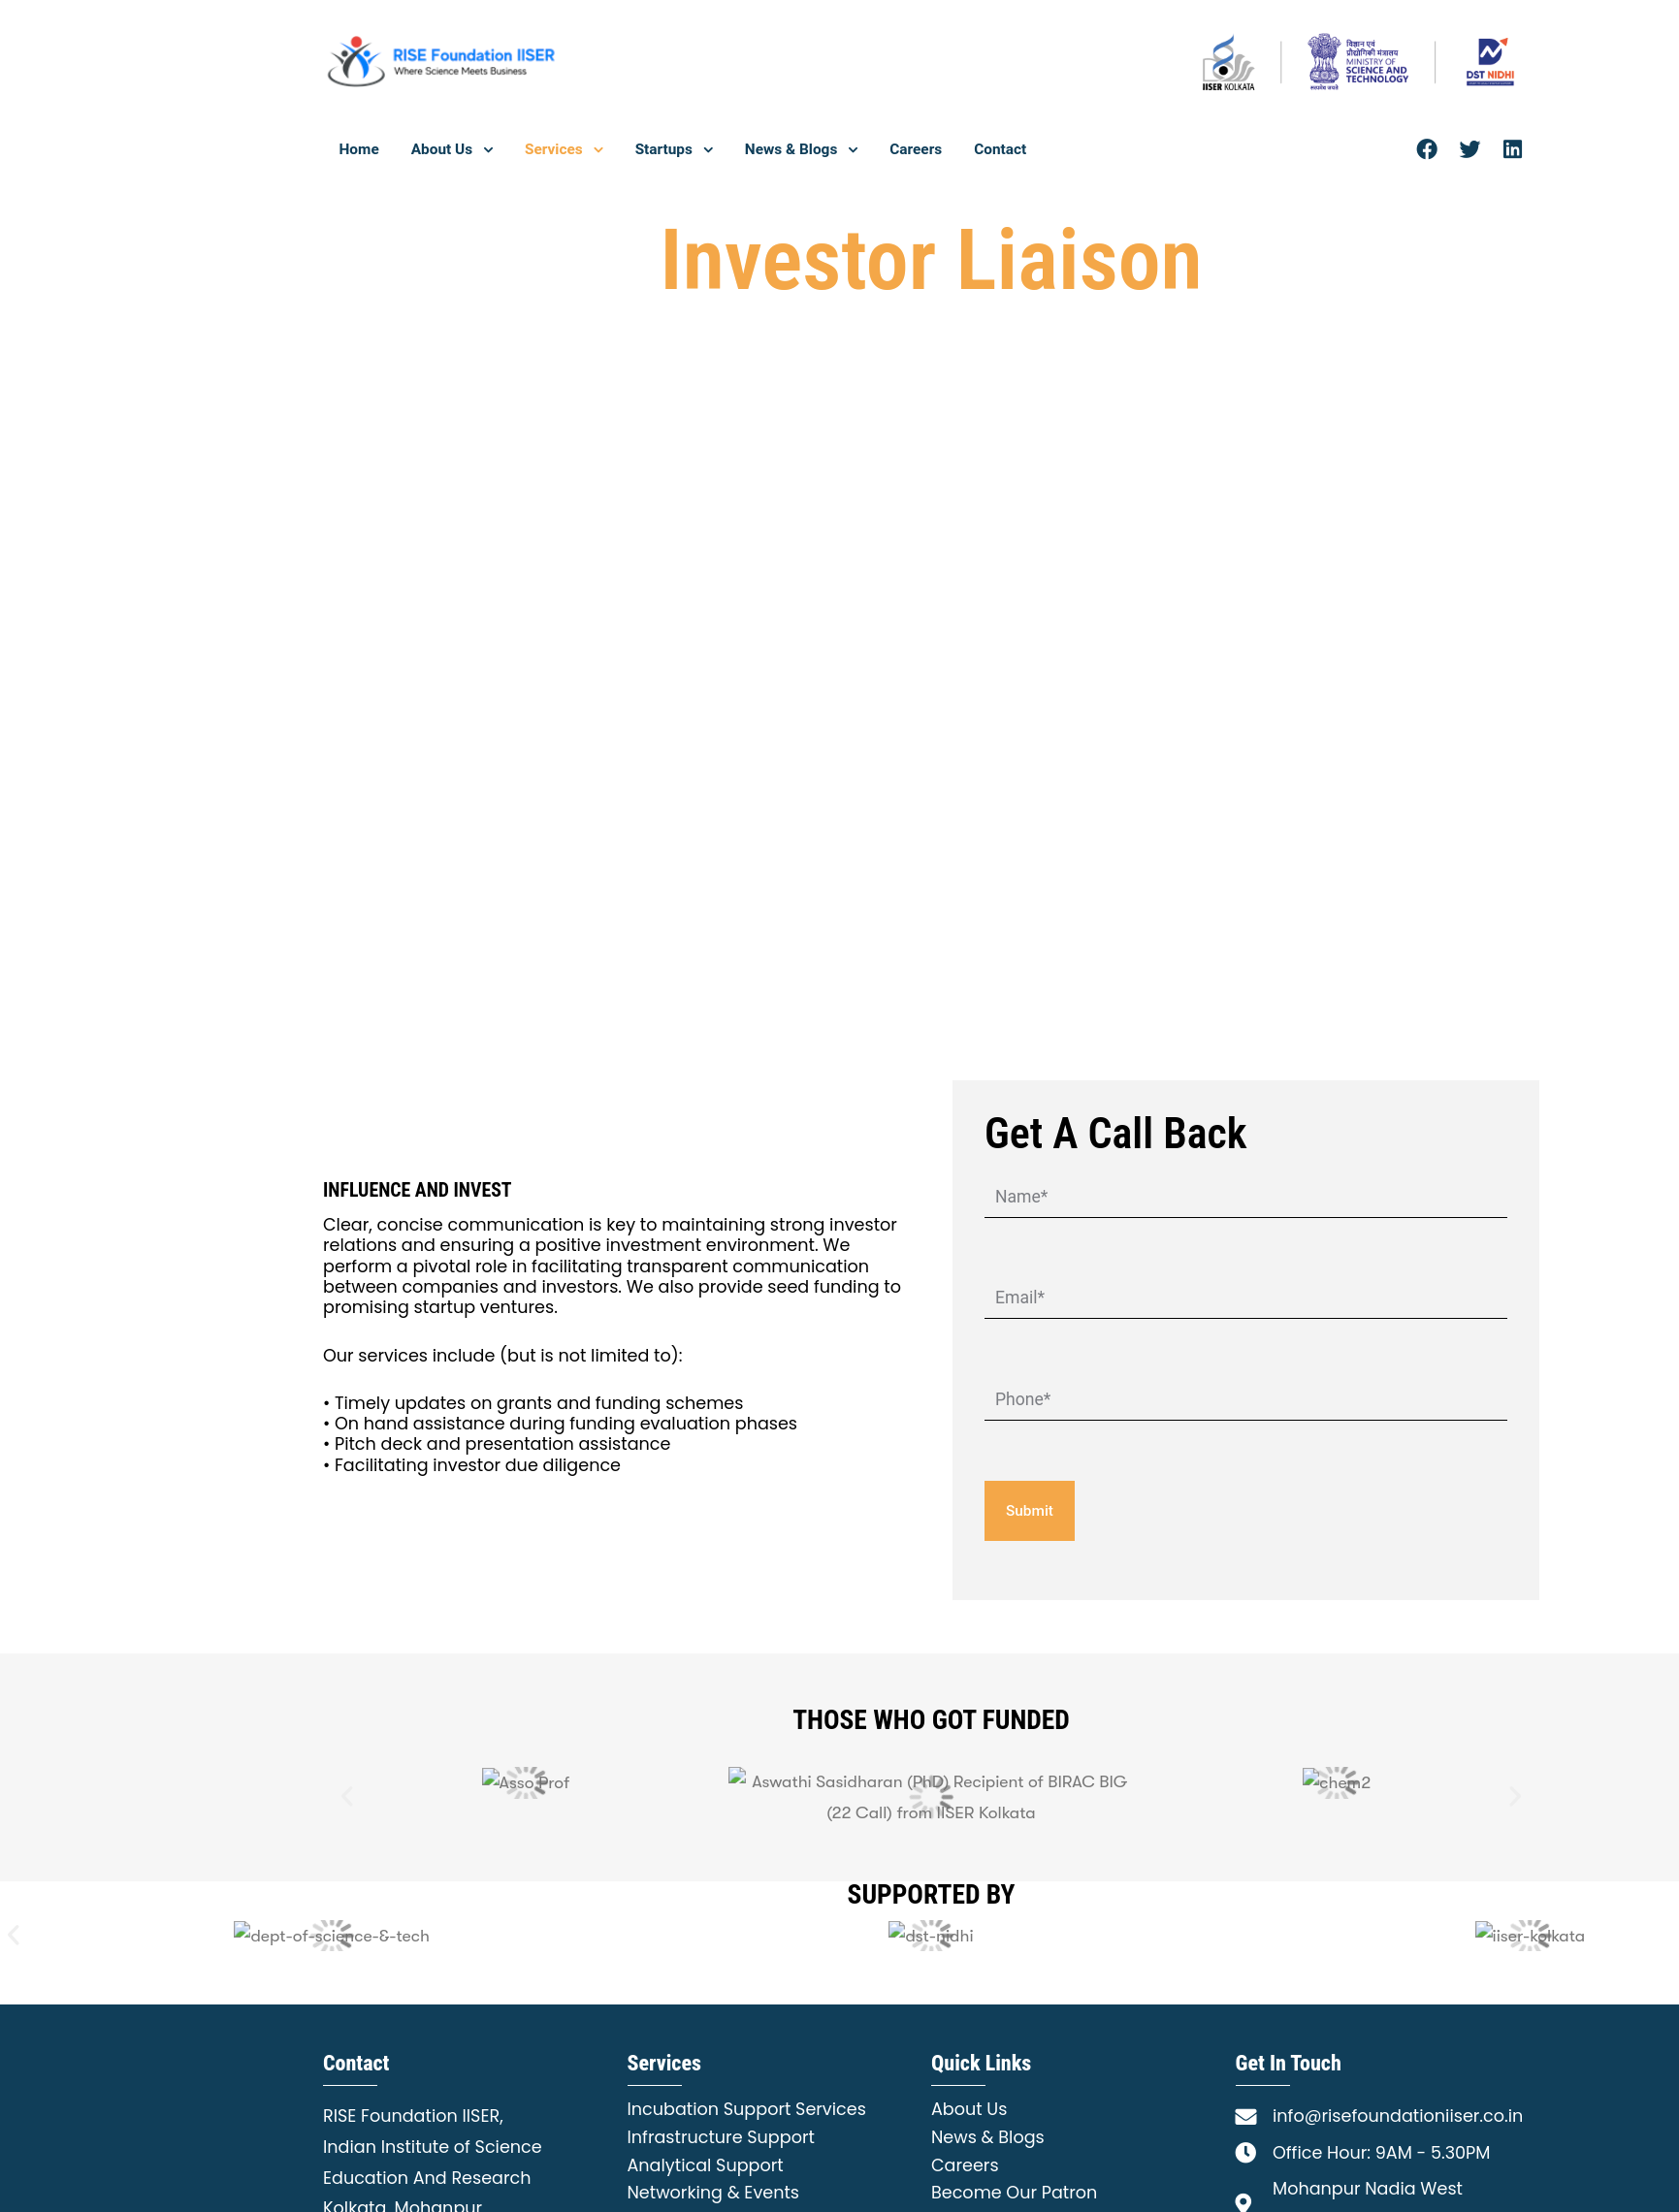 RISE Foundation IISER
Where Science Meets Business
IISER KOLKATA
विज्ञान एवं
प्रौद्योगिकी मंत्रालय
MINISTRY OF
SCIENCE AND
TECHNOLOGY
सत्यमेव जयते
DST NIDHI
Home About Us Services Startups News & Blogs Careers Contact
Investor Liaison
Get A Call Back
Name*
Email*
Phone*
Submit
INFLUENCE AND INVEST
Clear, concise communication is key to maintaining strong investor
relations and ensuring a positive investment environment. We
perform a pivotal role in facilitating transparent communication
between companies and investors. We also provide seed funding to
promising startup ventures.
Our services include (but is not limited to):
• Timely updates on grants and funding schemes
• On hand assistance during funding evaluation phases
• Pitch deck and presentation assistance
• Facilitating investor due diligence
THOSE WHO GOT FUNDED
Asso Prof
Aswathi Sasidharan (PhD) Recipient of BIRAC BIG
(22 Call) from IISER Kolkata
chem2
SUPPORTED BY
dept-of-science-&-tech
dst-nidhi
iiser-kolkata
Contact
RISE Foundation IISER,
Indian Institute of Science
Education And Research
Kolkata, Mohanpur
Services
Incubation Support Services
Infrastructure Support
Analytical Support
Networking & Events
Quick Links
About Us
News & Blogs
Careers
Become Our Patron
Get In Touch
info@risefoundationiiser.co.in
Office Hour: 9AM - 5.30PM
Mohanpur Nadia West